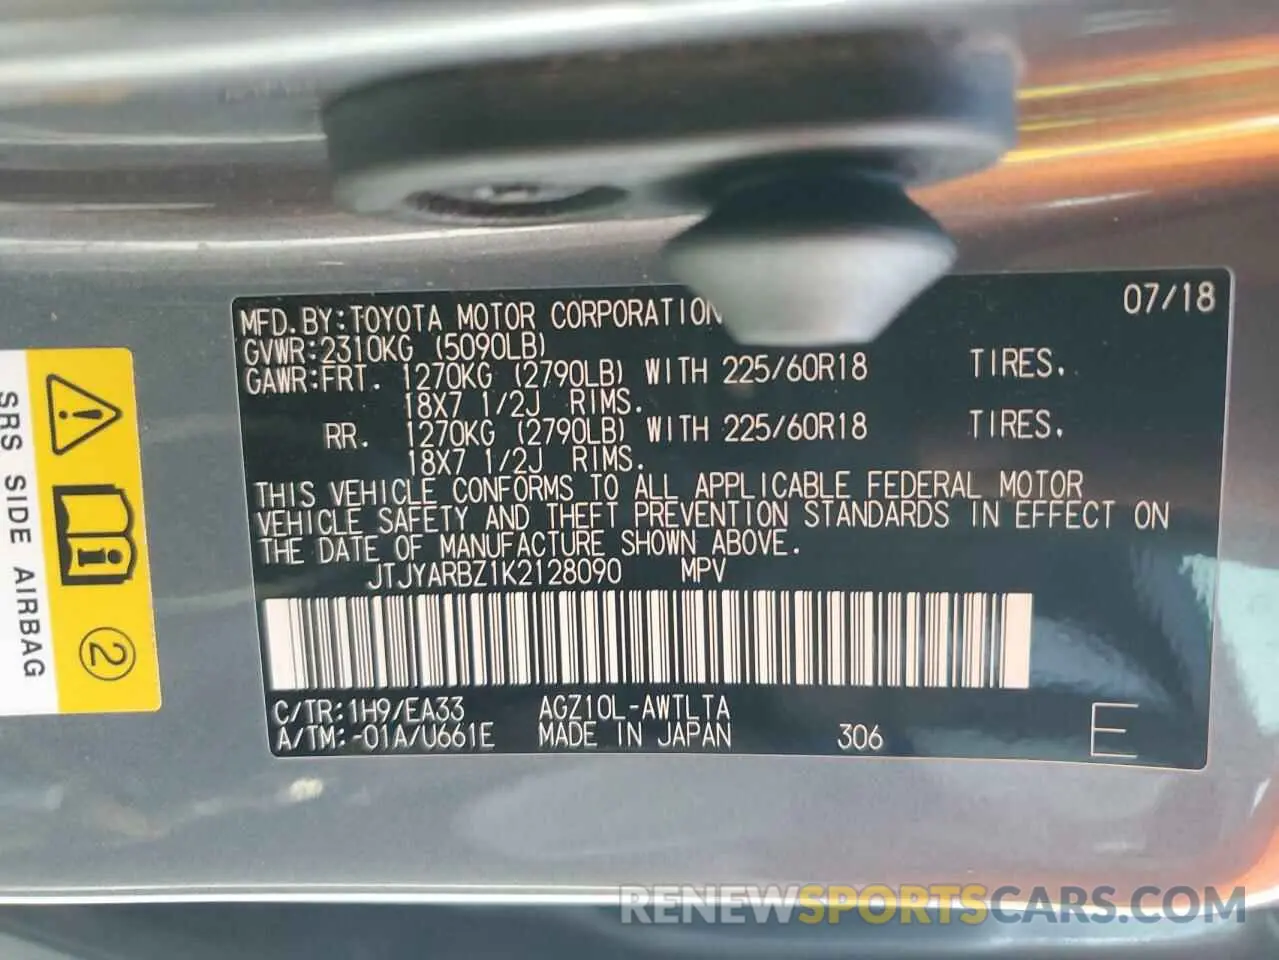 MFD.BY:TOYOTA MOTOR CORPORATION 07/18
GVWR:2310KG (5090LB)
GAWR:FRT. 1270KG (2790LB) WITH 225/60R18 TIRES.
18X7 1/2J RIMS.
RR. 1270KG (2790LB) WITH 225/60R18 TIRES.
18X7 1/2J RIMS.
THIS VEHICLE CONFORMS TO ALL APPLICABLE FEDERAL MOTOR
VEHICLE SAFETY AND THEFT PREVENTION STANDARDS IN EFFECT ON
THE DATE OF MANUFACTURE SHOWN ABOVE.
JTJYARBZ1K2128090 MPV
C/TR:1H9/EA33 AGZ10L-AWTLTA
A/TM:-01A/U661E MADE IN JAPAN 306 E
SRS SIDE AIRBAG
2
RENEWSPORTSCARS.COM